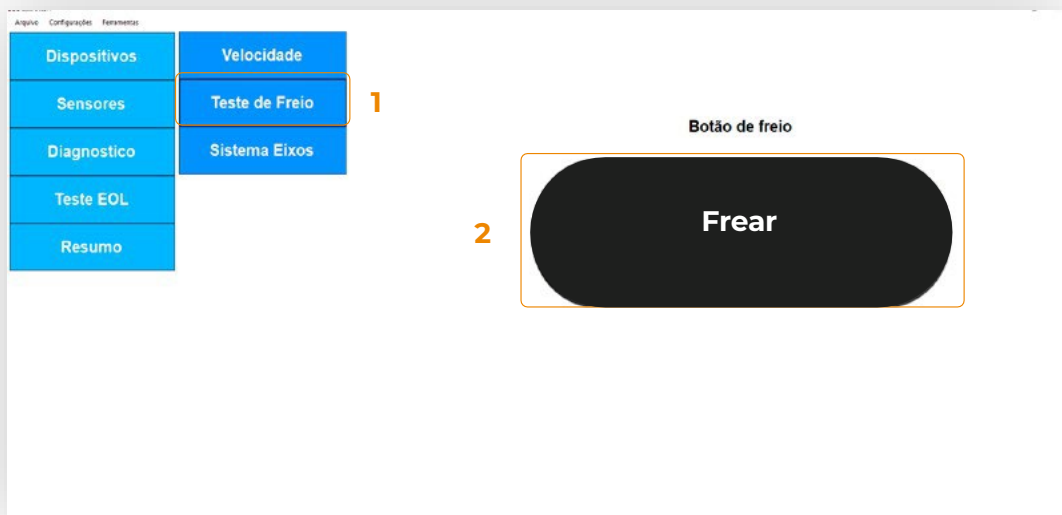 Arquivo Configurações Ferramentas
Dispositivos
Velocidade
Sensores
Teste de Freio
1
Diagnostico
Sistema Eixos
Teste EOL
Resumo
Botão de freio
2
Frear